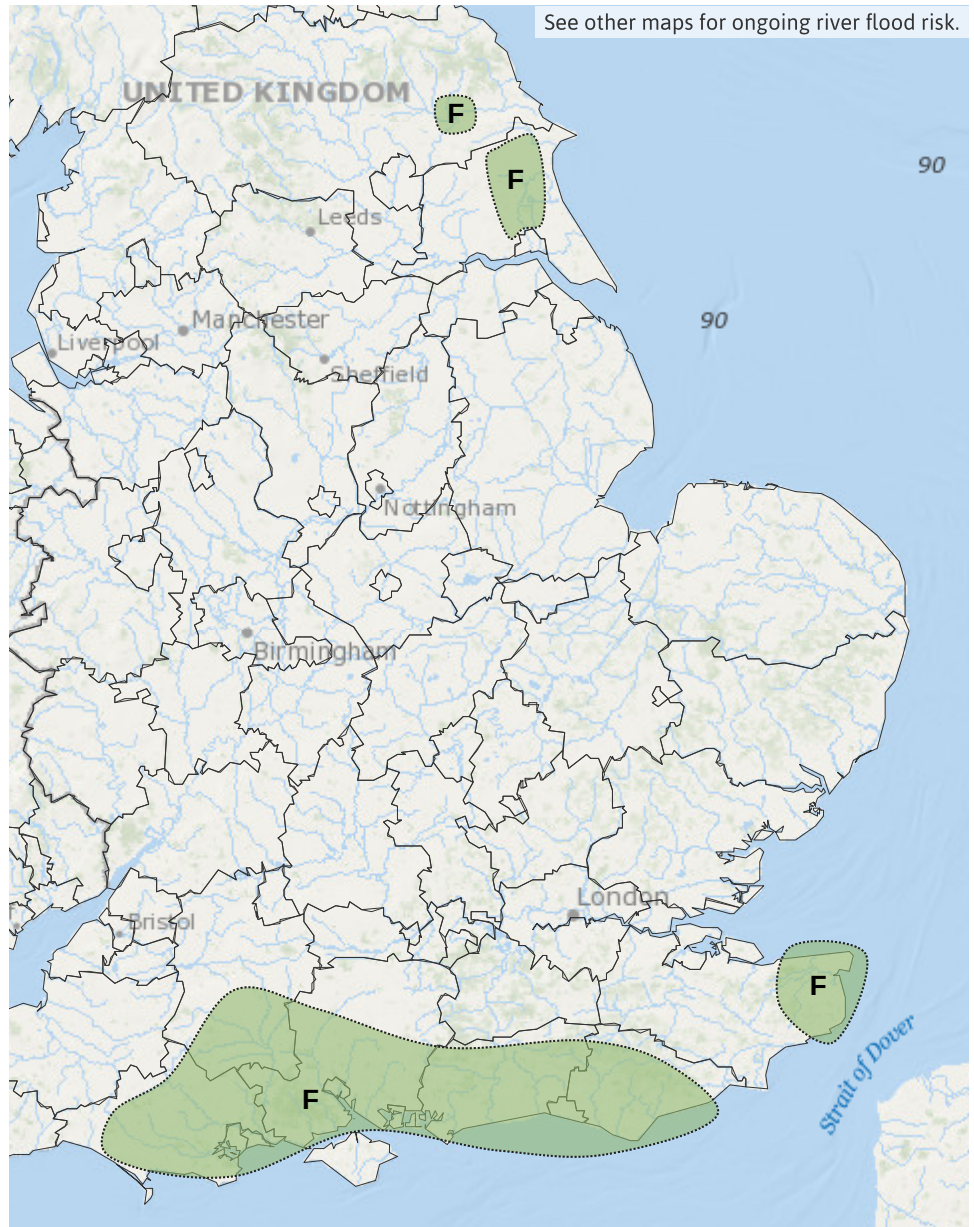 See other maps for ongoing river flood risk.
UNITED KINGDOM
F
90
F
Leeds
90
Manchester
Liverpool
Sheffield
Nottingham
Birmingham
London
Bristol
F
Strait of Dover
F